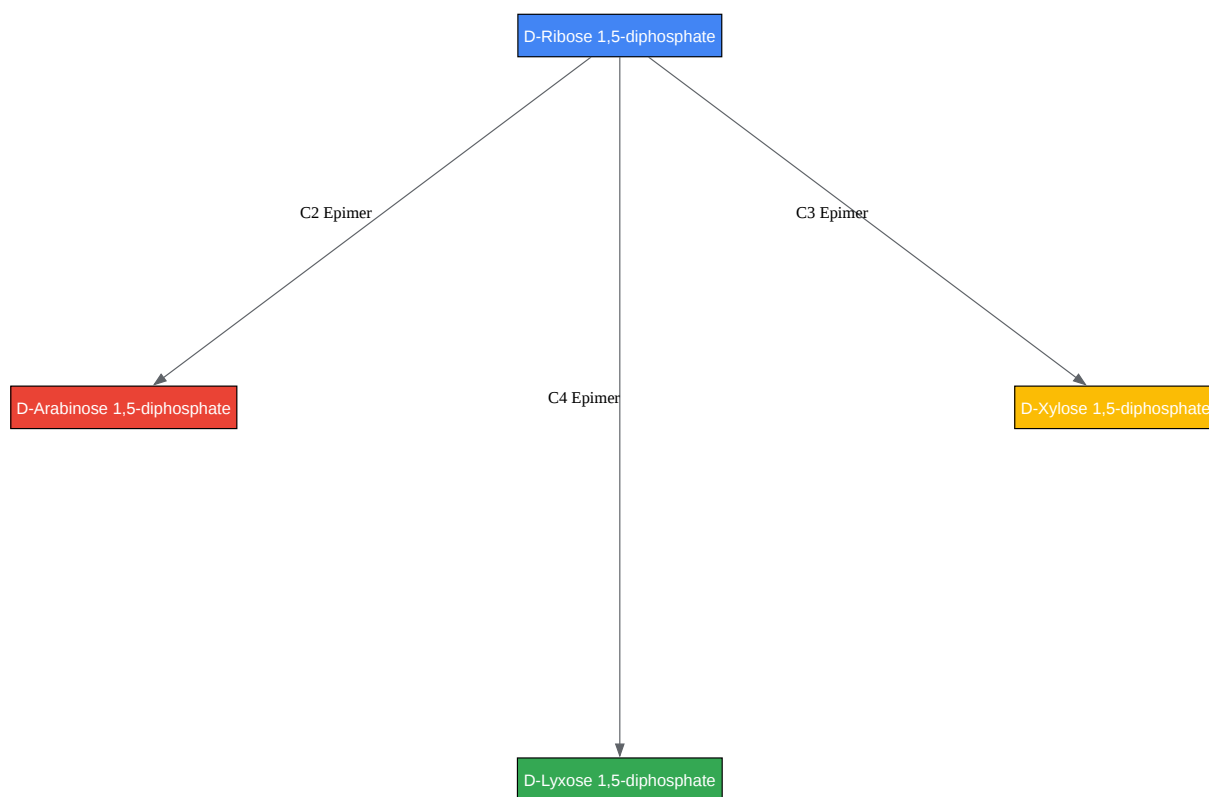 D-Ribose 1,5-diphosphate
C2 Epimer
C3 Epimer
C4 Epimer
D-Arabinose 1,5-diphosphate
D-Xylose 1,5-diphosphate
D-Lyxose 1,5-diphosphate